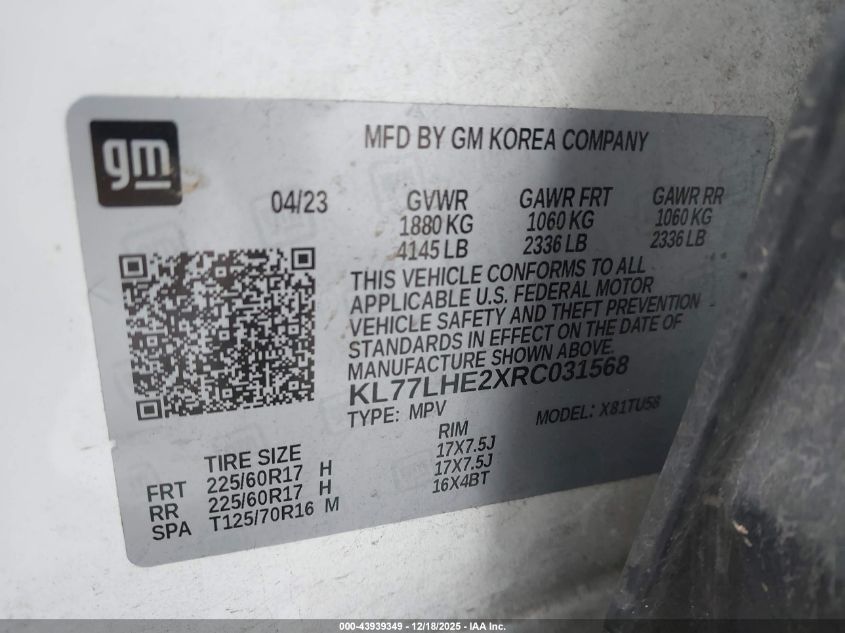 gm
MFD BY GM KOREA COMPANY
04/23 GVWR GAWR FRT GAWR RR
1880 KG 1060 KG 1060 KG
4145 LB 2336 LB 2336 LB
THIS VEHICLE CONFORMS TO ALL
APPLICABLE U.S. FEDERAL MOTOR
VEHICLE SAFETY AND THEFT PREVENTION
STANDARDS IN EFFECT ON THE DATE OF
MANUFACTURE SHOWN ABOVE.
KL77LHE2XRC031568
TYPE: MPV MODEL: X81TU58
TIRE SIZE RIM
FRT 225/60R17 H 17X7.5J
RR 225/60R17 H 17X7.5J
SPA T125/70R16 M 16X4BT
000-43939349 - 12/18/2025 - IAA Inc.